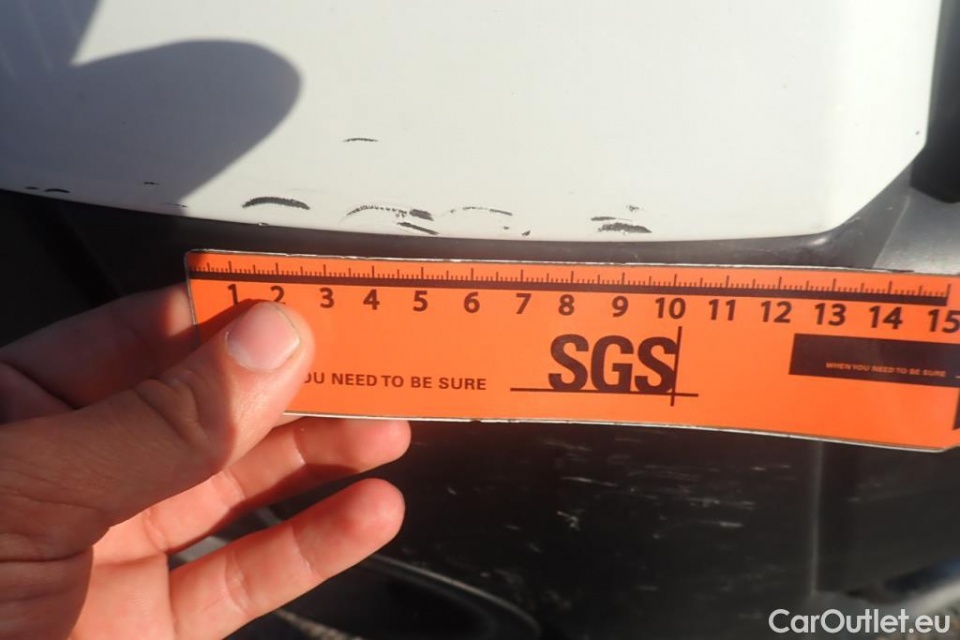 1 2 3 4 5 6 7 8 9 10 11 12 13 14 15
SGS
WHEN YOU NEED TO BE SURE
OU NEED TO BE SURE
CarOutlet.eu